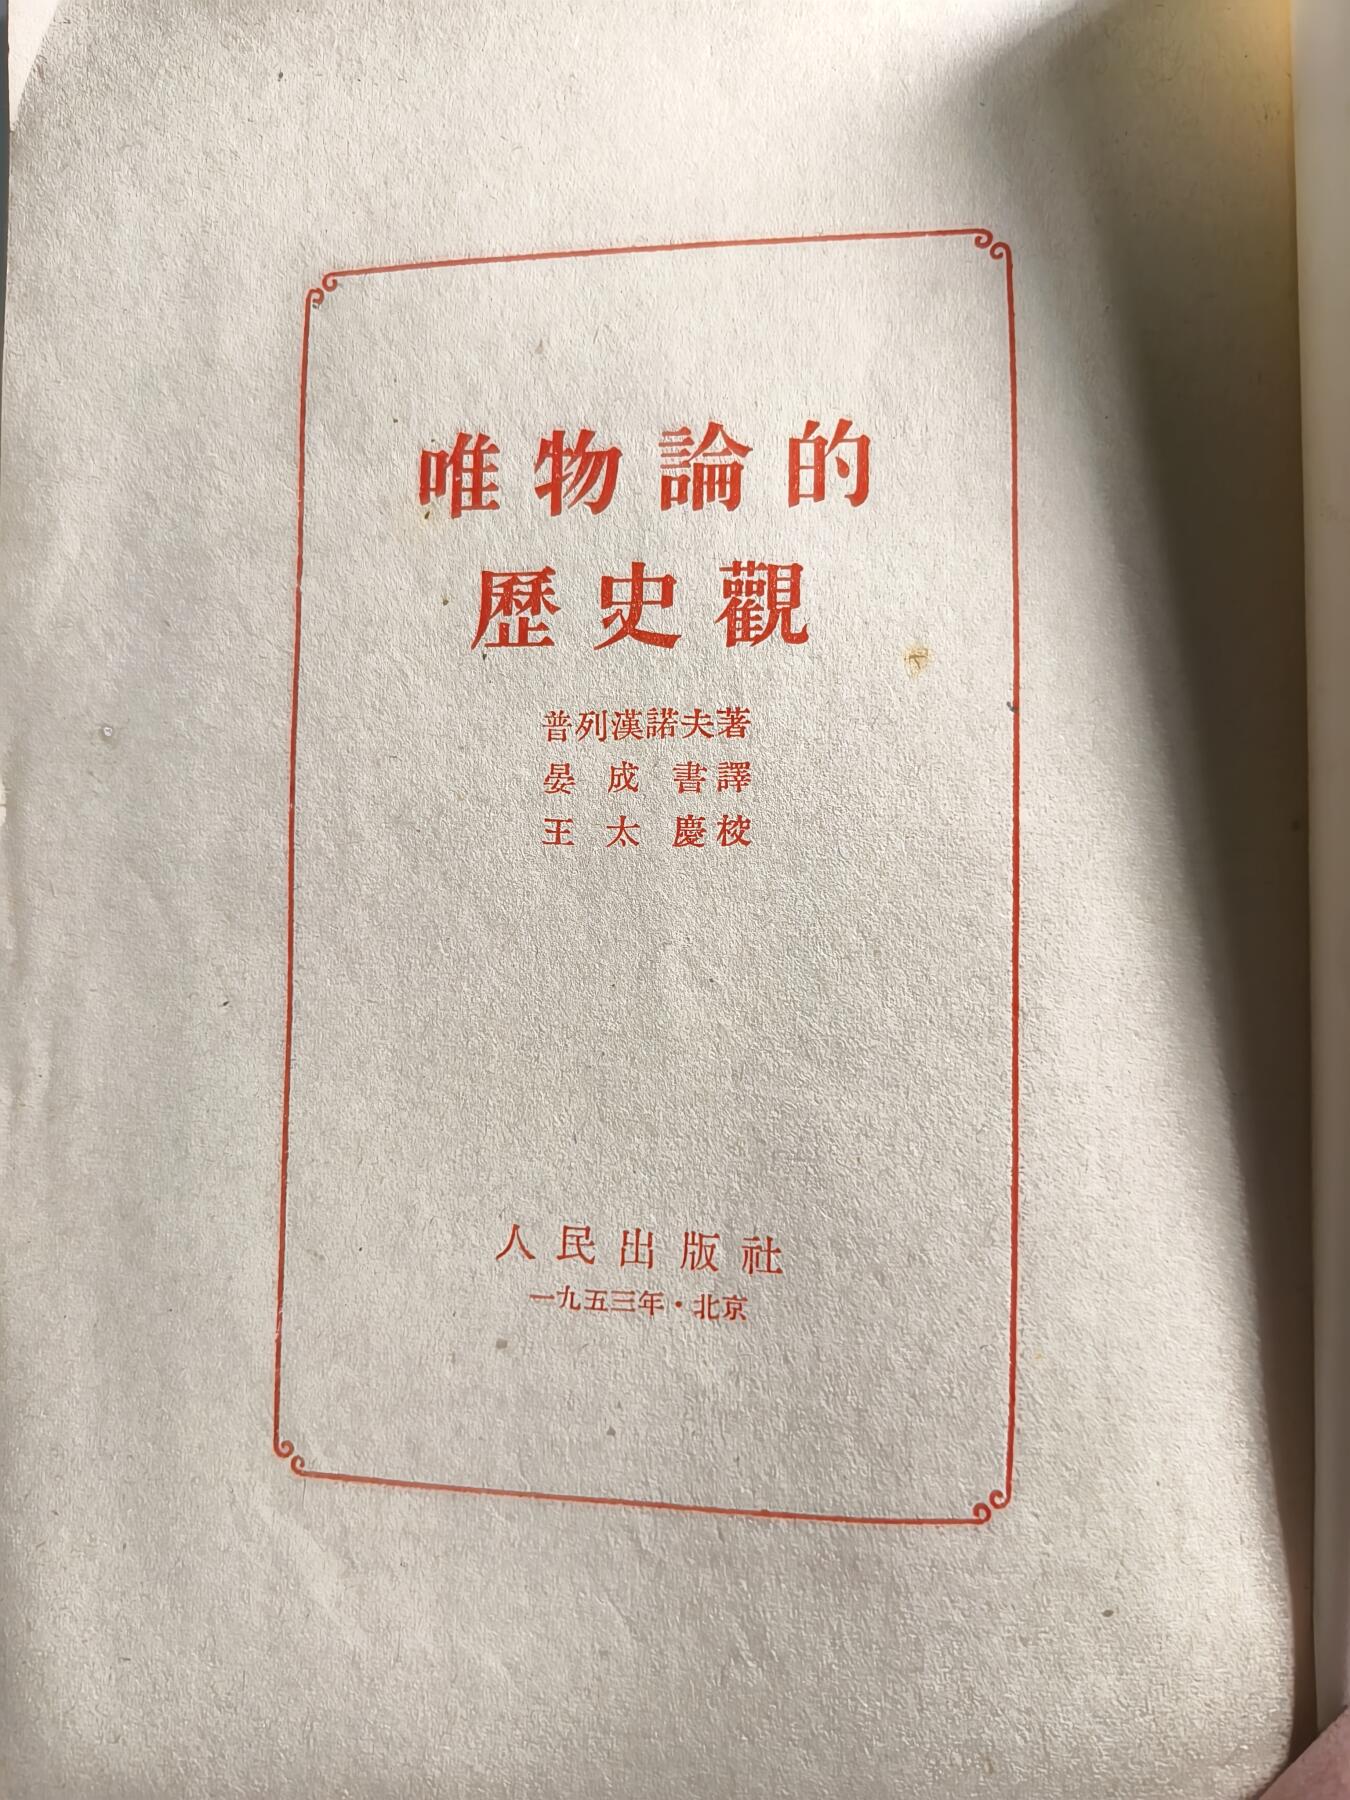 唯物論的
歷史觀
普列漢諾夫著
晏成書譯
王太慶校
人民出版社
一九五三年·北京